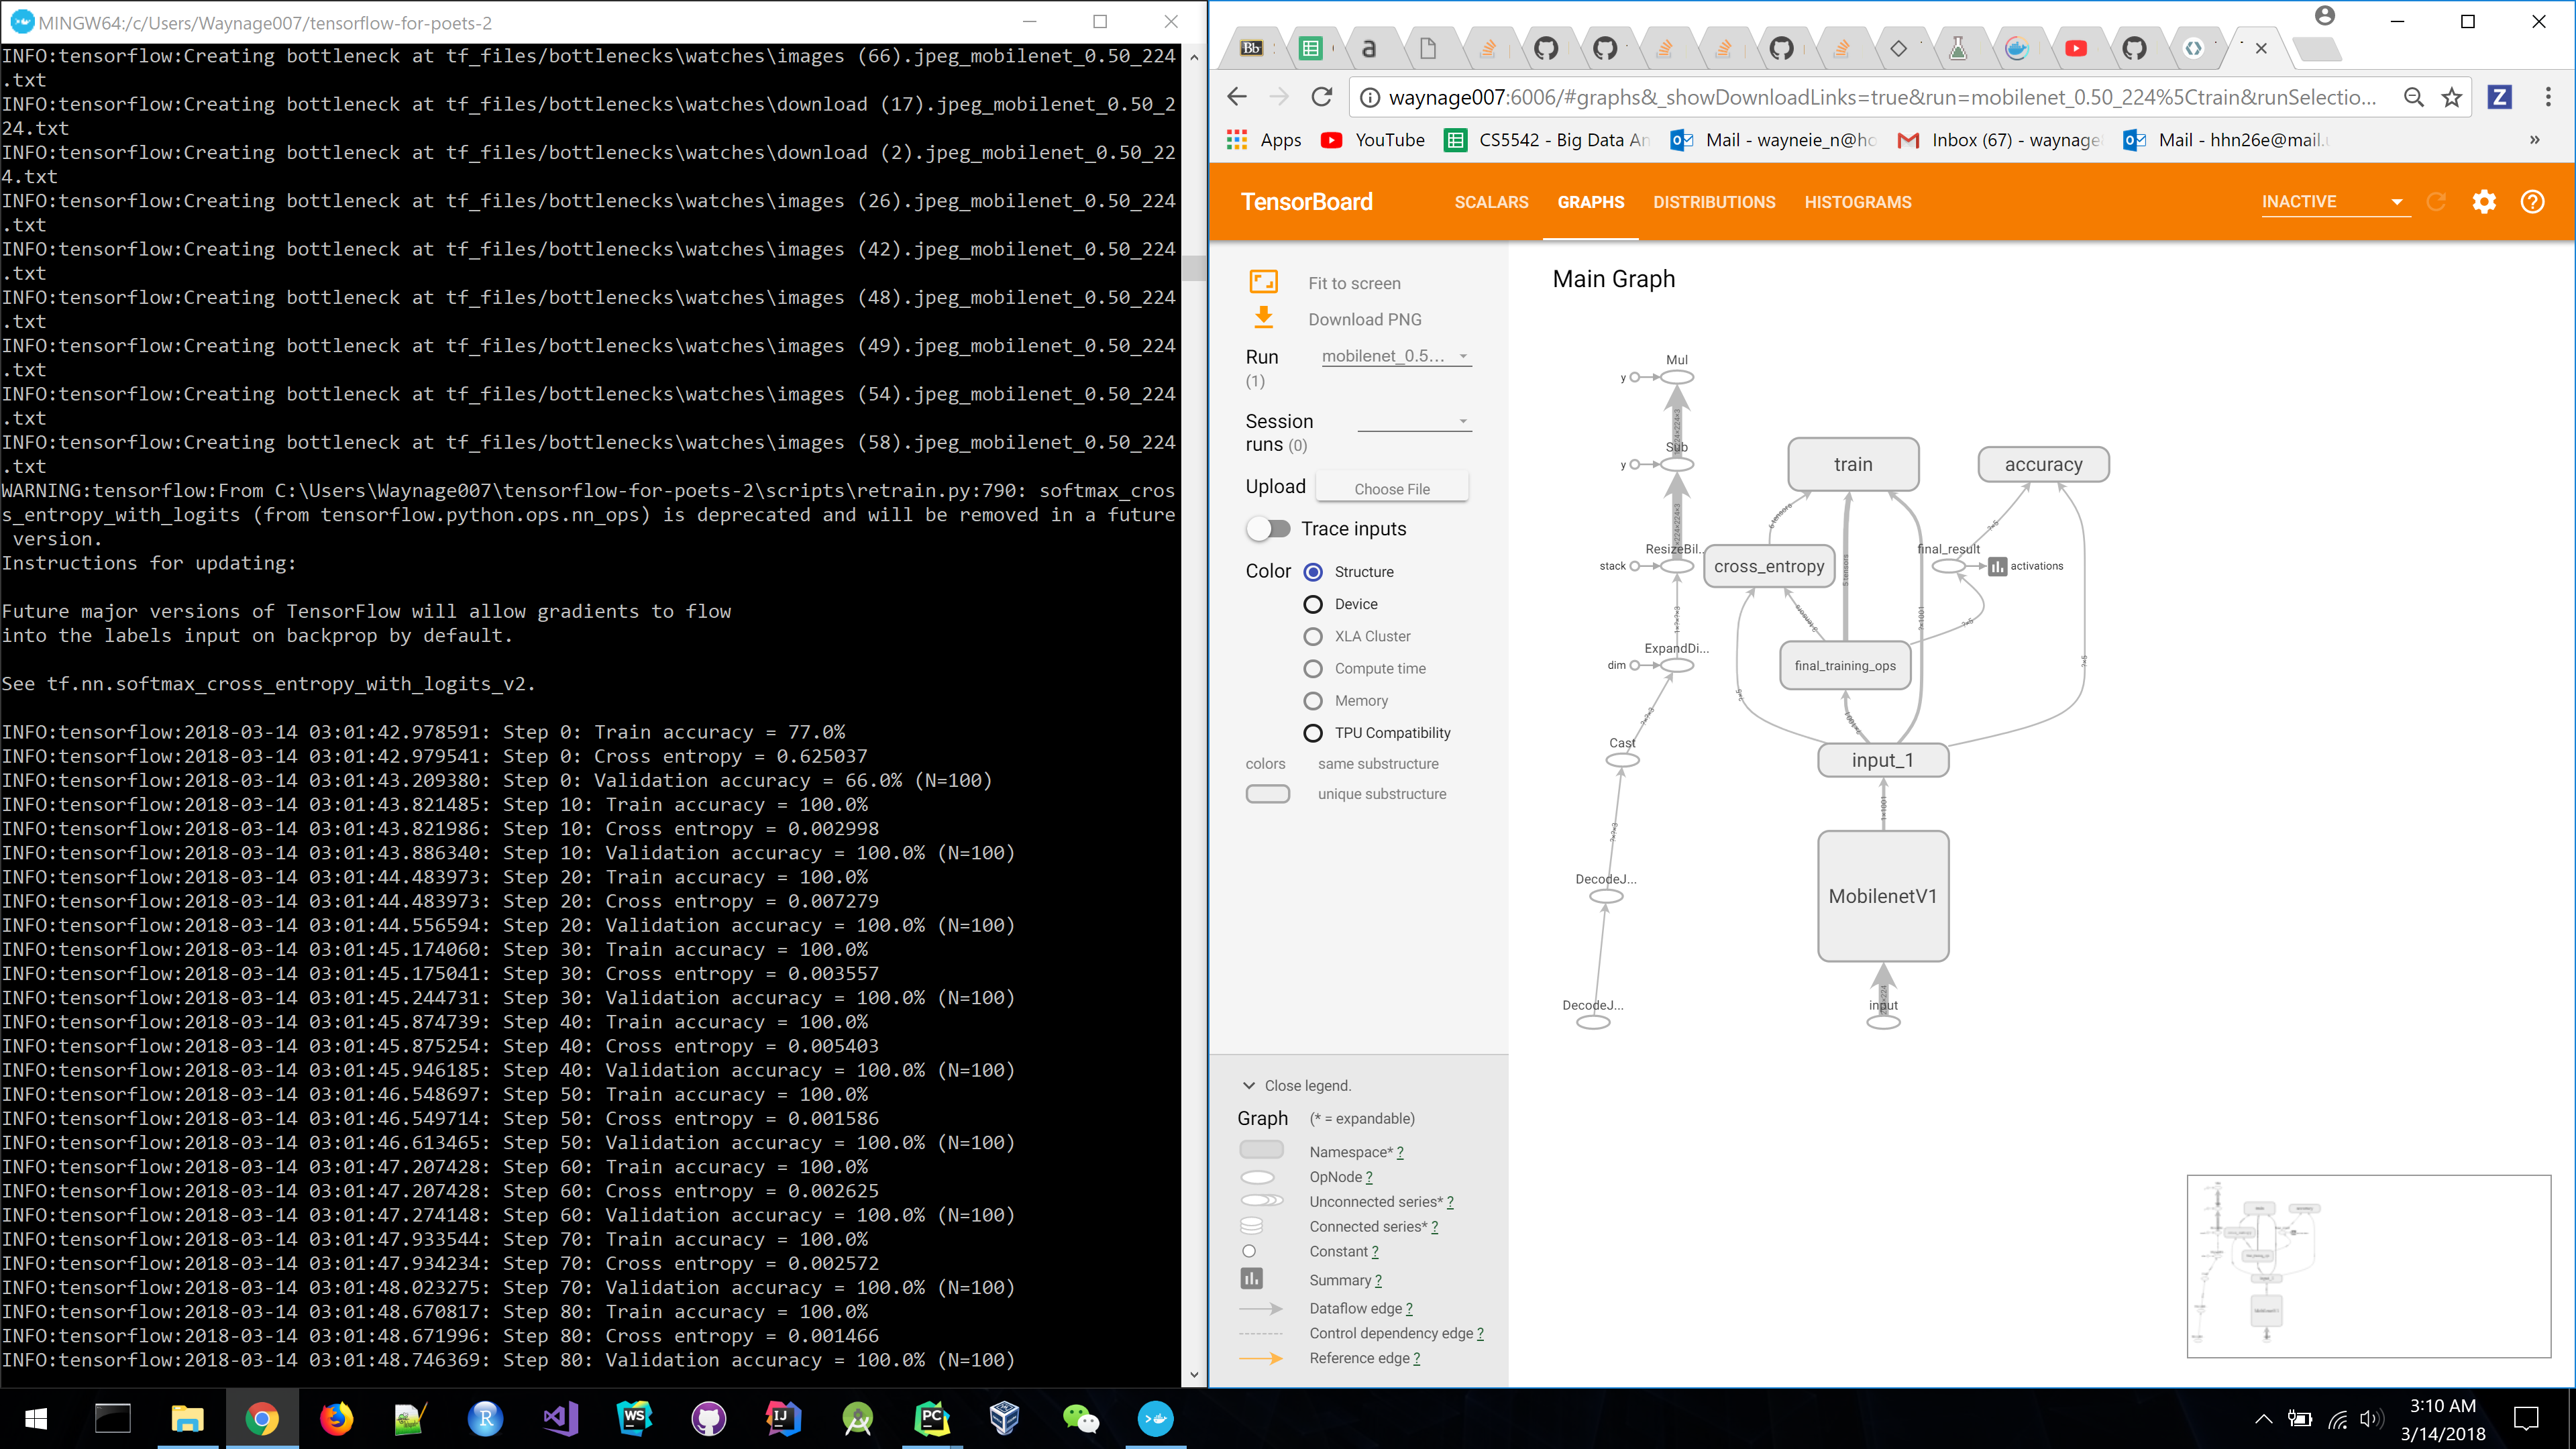 MINGW64:/c/Users/Waynage007/tensorflow-for-poets-2
INFO:tensorflow:Creating bottleneck at tf_files/bottlenecks\watches\images (66).jpeg_mobilenet_0.50_224
.txt
INFO:tensorflow:Creating bottleneck at tf_files/bottlenecks\watches\download (17).jpeg_mobilenet_0.50_2
24.txt
INFO:tensorflow:Creating bottleneck at tf_files/bottlenecks\watches\download (2).jpeg_mobilenet_0.50_22
4.txt
INFO:tensorflow:Creating bottleneck at tf_files/bottlenecks\watches\images (26).jpeg_mobilenet_0.50_224
.txt
INFO:tensorflow:Creating bottleneck at tf_files/bottlenecks\watches\images (42).jpeg_mobilenet_0.50_224
.txt
INFO:tensorflow:Creating bottleneck at tf_files/bottlenecks\watches\images (48).jpeg_mobilenet_0.50_224
.txt
INFO:tensorflow:Creating bottleneck at tf_files/bottlenecks\watches\images (49).jpeg_mobilenet_0.50_224
.txt
INFO:tensorflow:Creating bottleneck at tf_files/bottlenecks\watches\images (54).jpeg_mobilenet_0.50_224
.txt
INFO:tensorflow:Creating bottleneck at tf_files/bottlenecks\watches\images (58).jpeg_mobilenet_0.50_224
.txt
WARNING:tensorflow:From C:\Users\Waynage007\tensorflow-for-poets-2\scripts\retrain.py:790: softmax_cros
s_entropy_with_logits (from tensorflow.python.ops.nn_ops) is deprecated and will be removed in a future
version.
Instructions for updating:
Future major versions of TensorFlow will allow gradients to flow
into the labels input on backprop by default.
See tf.nn.softmax_cross_entropy_with_logits_v2.
INFO:tensorflow:2018-03-14 03:01:42.978591: Step 0: Train accuracy = 77.0%
INFO:tensorflow:2018-03-14 03:01:42.979541: Step 0: Cross entropy = 0.625037
INFO:tensorflow:2018-03-14 03:01:43.209380: Step 0: Validation accuracy = 66.0% (N=100)
INFO:tensorflow:2018-03-14 03:01:43.821485: Step 10: Train accuracy = 100.0%
INFO:tensorflow:2018-03-14 03:01:43.821986: Step 10: Cross entropy = 0.002998
INFO:tensorflow:2018-03-14 03:01:43.886340: Step 10: Validation accuracy = 100.0% (N=100)
INFO:tensorflow:2018-03-14 03:01:44.483973: Step 20: Train accuracy = 100.0%
INFO:tensorflow:2018-03-14 03:01:44.483973: Step 20: Cross entropy = 0.007279
INFO:tensorflow:2018-03-14 03:01:44.556594: Step 20: Validation accuracy = 100.0% (N=100)
INFO:tensorflow:2018-03-14 03:01:45.174060: Step 30: Train accuracy = 100.0%
INFO:tensorflow:2018-03-14 03:01:45.175041: Step 30: Cross entropy = 0.003557
INFO:tensorflow:2018-03-14 03:01:45.244731: Step 30: Validation accuracy = 100.0% (N=100)
INFO:tensorflow:2018-03-14 03:01:45.874739: Step 40: Train accuracy = 100.0%
INFO:tensorflow:2018-03-14 03:01:45.875254: Step 40: Cross entropy = 0.005403
INFO:tensorflow:2018-03-14 03:01:45.946185: Step 40: Validation accuracy = 100.0% (N=100)
INFO:tensorflow:2018-03-14 03:01:46.548697: Step 50: Train accuracy = 100.0%
INFO:tensorflow:2018-03-14 03:01:46.549714: Step 50: Cross entropy = 0.001586
INFO:tensorflow:2018-03-14 03:01:46.613465: Step 50: Validation accuracy = 100.0% (N=100)
INFO:tensorflow:2018-03-14 03:01:47.207428: Step 60: Train accuracy = 100.0%
INFO:tensorflow:2018-03-14 03:01:47.207428: Step 60: Cross entropy = 0.002625
INFO:tensorflow:2018-03-14 03:01:47.274148: Step 60: Validation accuracy = 100.0% (N=100)
INFO:tensorflow:2018-03-14 03:01:47.933544: Step 70: Train accuracy = 100.0%
INFO:tensorflow:2018-03-14 03:01:47.934234: Step 70: Cross entropy = 0.002572
INFO:tensorflow:2018-03-14 03:01:48.023275: Step 70: Validation accuracy = 100.0% (N=100)
INFO:tensorflow:2018-03-14 03:01:48.670817: Step 80: Train accuracy = 100.0%
INFO:tensorflow:2018-03-14 03:01:48.671996: Step 80: Cross entropy = 0.001466
INFO:tensorflow:2018-03-14 03:01:48.746369: Step 80: Validation accuracy = 100.0% (N=100)
Bb
a
waynage007:6006/#graphs&_showDownloadLinks=true&run=mobilenet_0.50_224%5Ctrain&runSelectio...
Z
Apps YouTube CS5542 - Big Data An Mail - wayneie_n@ho Inbox (67) - waynage Mail - hhn26e@mail.
»
TensorBoard SCALARS GRAPHS DISTRIBUTIONS HISTOGRAMS INACTIVE
Fit to screen
Download PNG
Run (1) mobilenet_0.5...
Session runs (0)
Upload Choose File
Trace inputs
Color Structure
Device
XLA Cluster
Compute time
Memory
TPU Compatibility
colors same substructure
unique substructure
Close legend.
Graph (* = expandable)
Namespace* ?
OpNode ?
Unconnected series* ?
Connected series* ?
Constant ?
Summary ?
Dataflow edge ?
Control dependency edge ?
Reference edge ?
Main Graph
Mul
y
Sub
y
ResizeBil...
stack
ExpandDi...
dim
Cast
DecodeJ...
DecodeJ...
train
accuracy
6 tensors
?×5
cross_entropy
5 tensors
final_result
activations
?×1001
?×5
final_training_ops
?×5
?×5
?×1001
input_1
1×1001
MobilenetV1
input
1×?×?×3
?×?×3
?×?×3
R
WS
IJ
PC
3:10 AM
3/14/2018